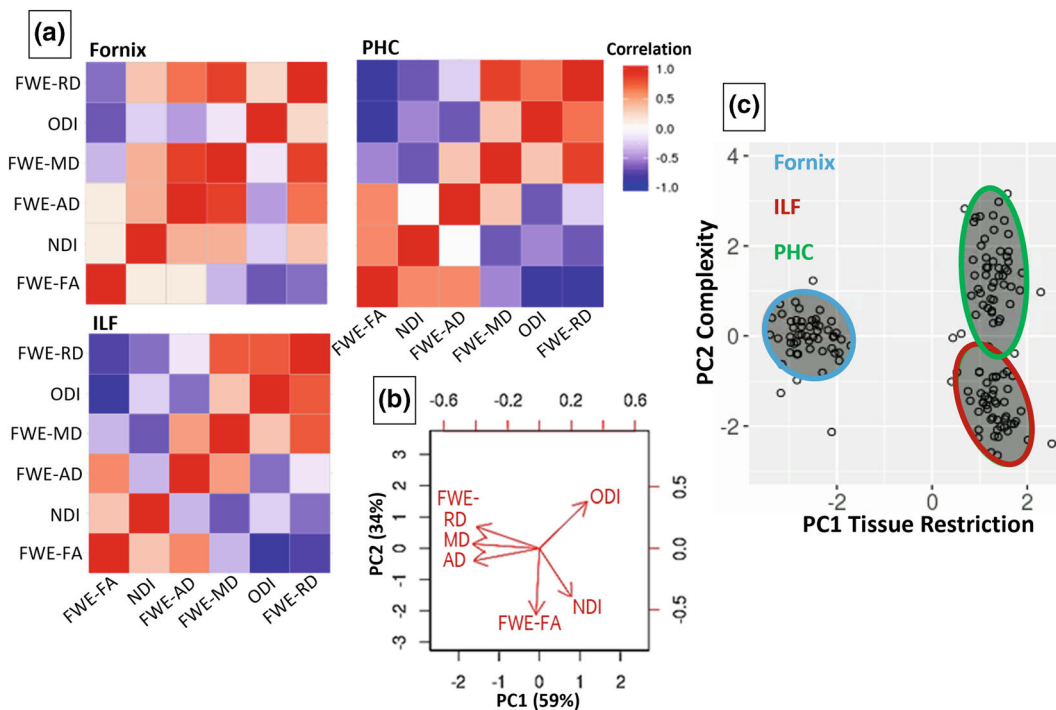 (a)
Fornix
FWE-RD
ODI
FWE-MD
FWE-AD
NDI
FWE-FA
PHC
FWE-FA
NDI
FWE-AD
FWE-MD
ODI
FWE-RD
Correlation
1.0
0.5
0.0
-0.5
-1.0
ILF
FWE-RD
ODI
FWE-MD
FWE-AD
NDI
FWE-FA
FWE-FA
NDI
FWE-AD
FWE-MD
ODI
FWE-RD
(b)
-0.6 -0.2 0.2 0.6
PC2 (34%)
3
2
1
0
-1
-2
-3
FWE-
RD
MD
AD
ODI
NDI
FWE-FA
0.5
0.0
-0.5
-2 -1 0 1 2
PC1 (59%)
(c)
Fornix
ILF
PHC
PC2 Complexity
4
2
0
-2
-2 0 2
PC1 Tissue Restriction